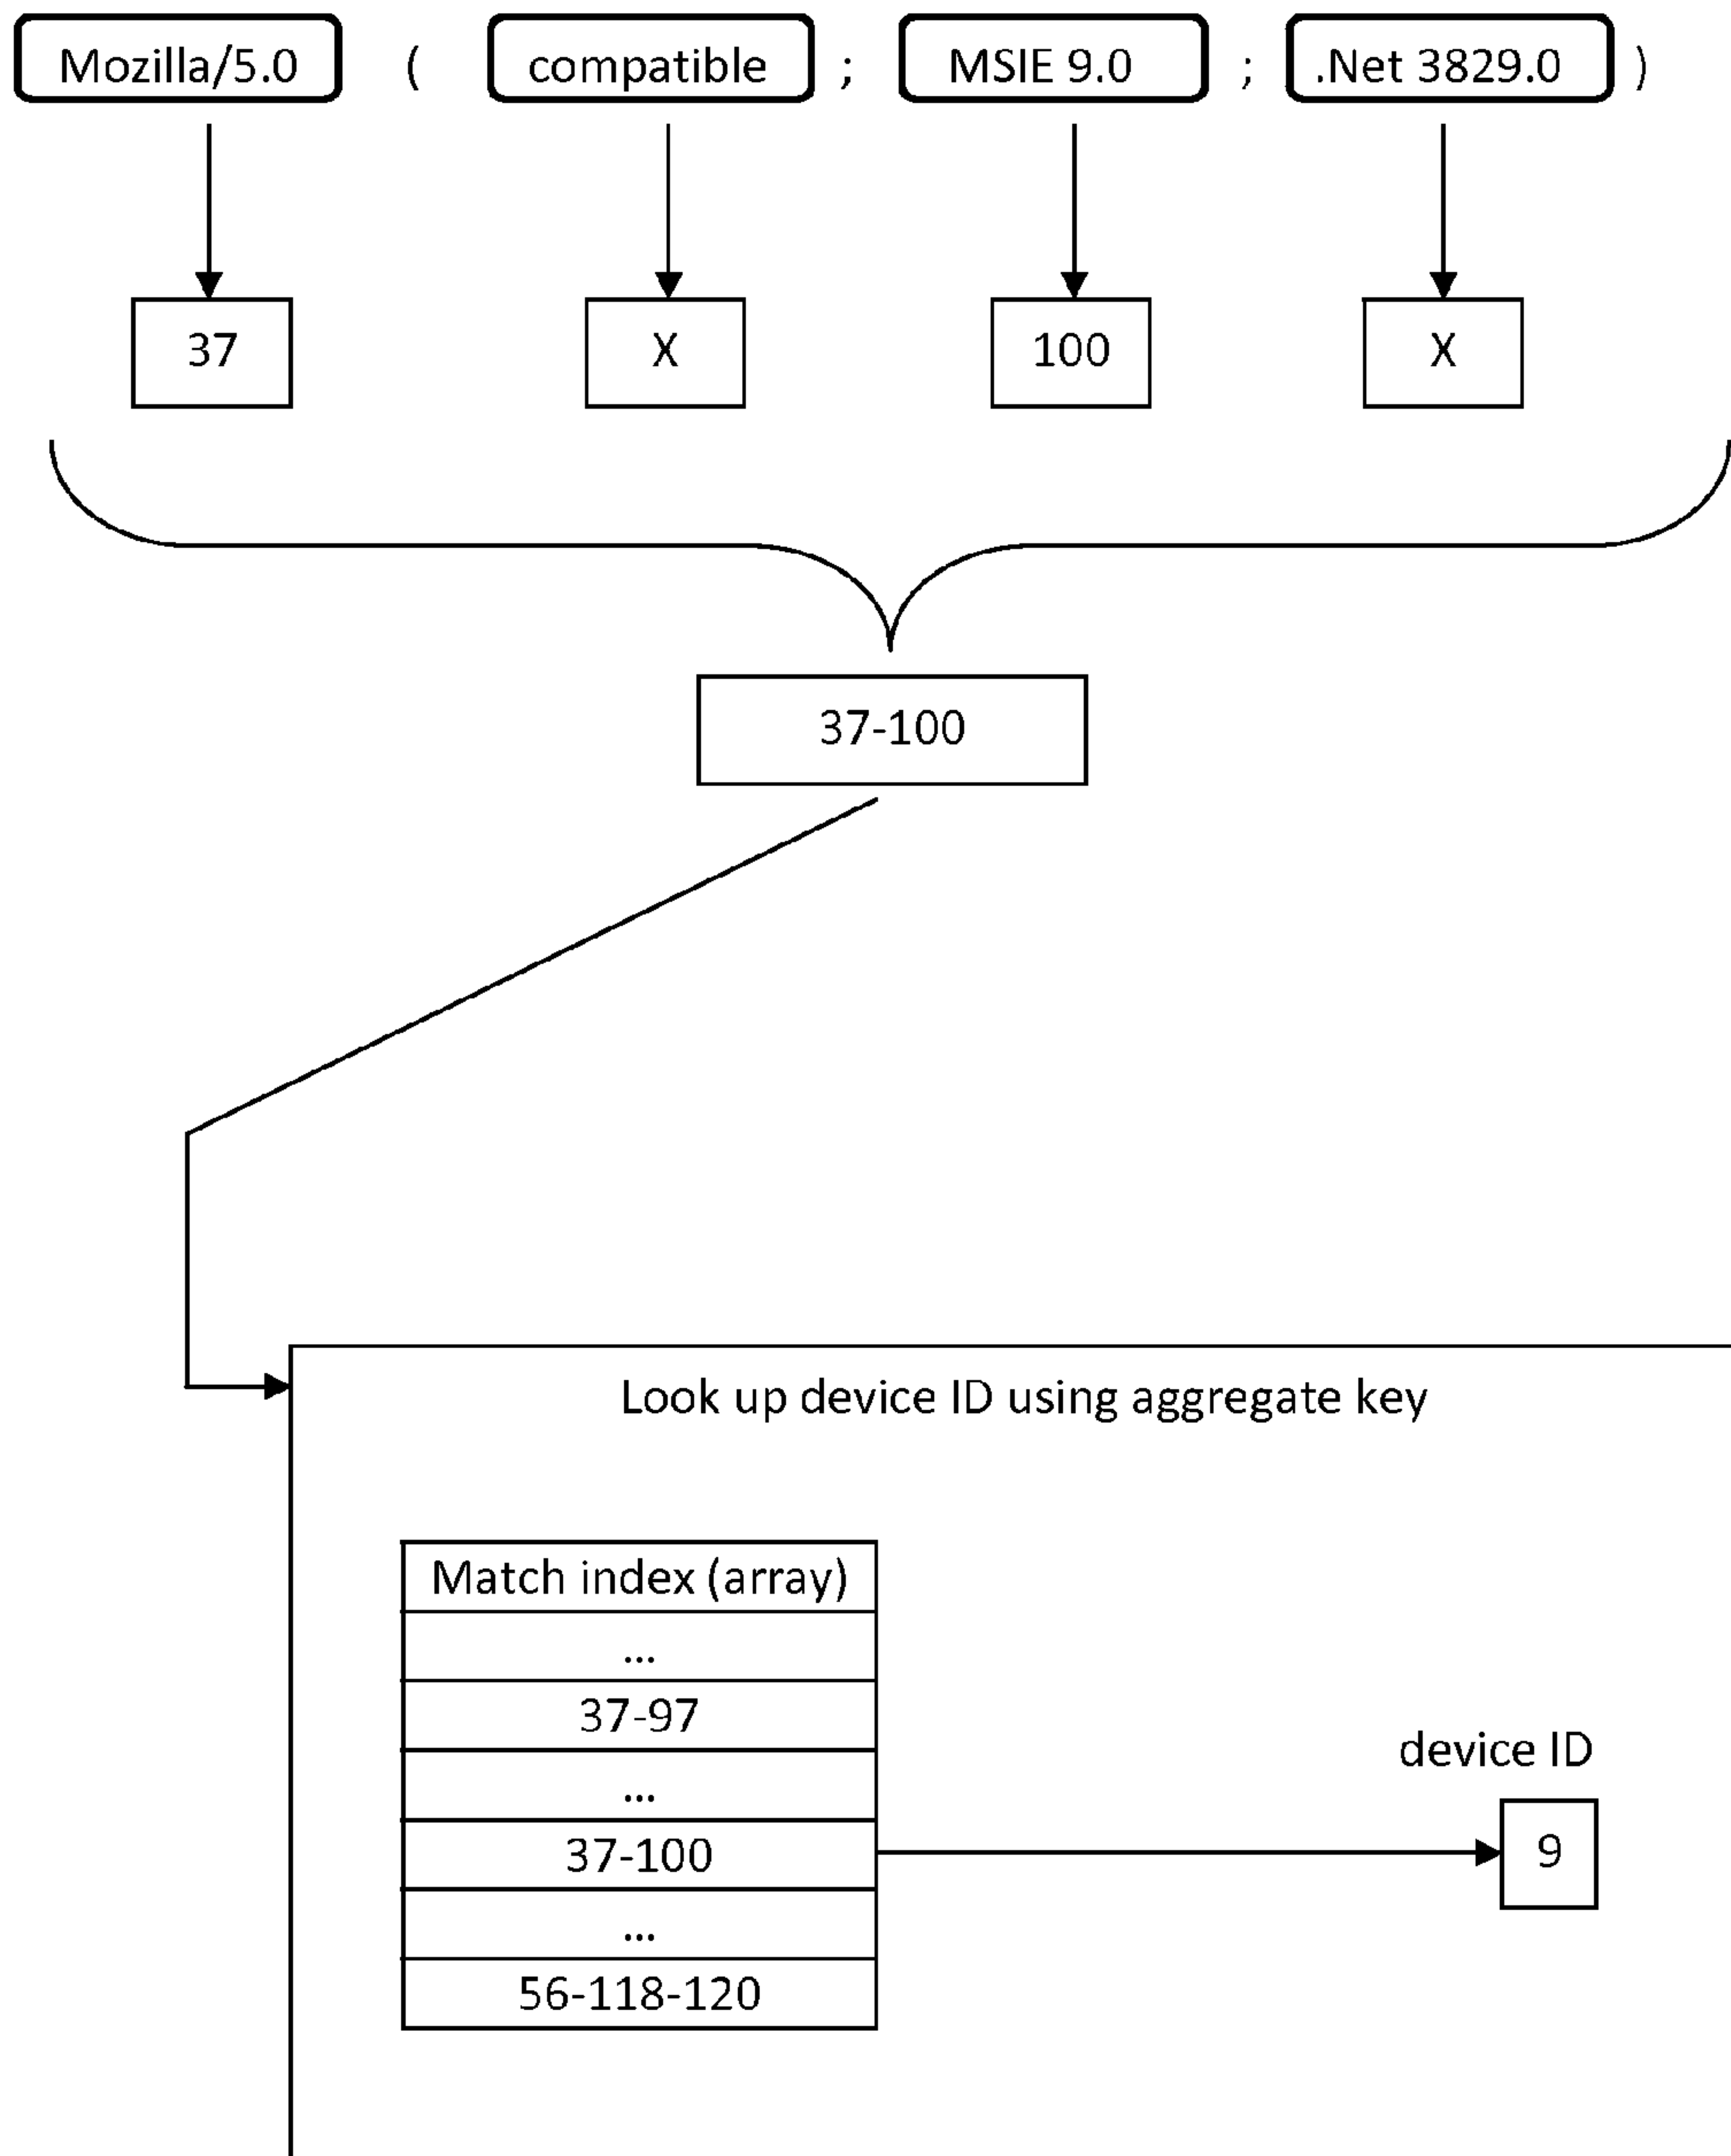 Mozilla/5.0 ( compatible ; MSIE 9.0 ; .Net 3829.0 )
37 X 100 X
37-100
Look up device ID using aggregate key
Match index (array)
...
37-97
...
device ID
37-100
9
...
56-118-120